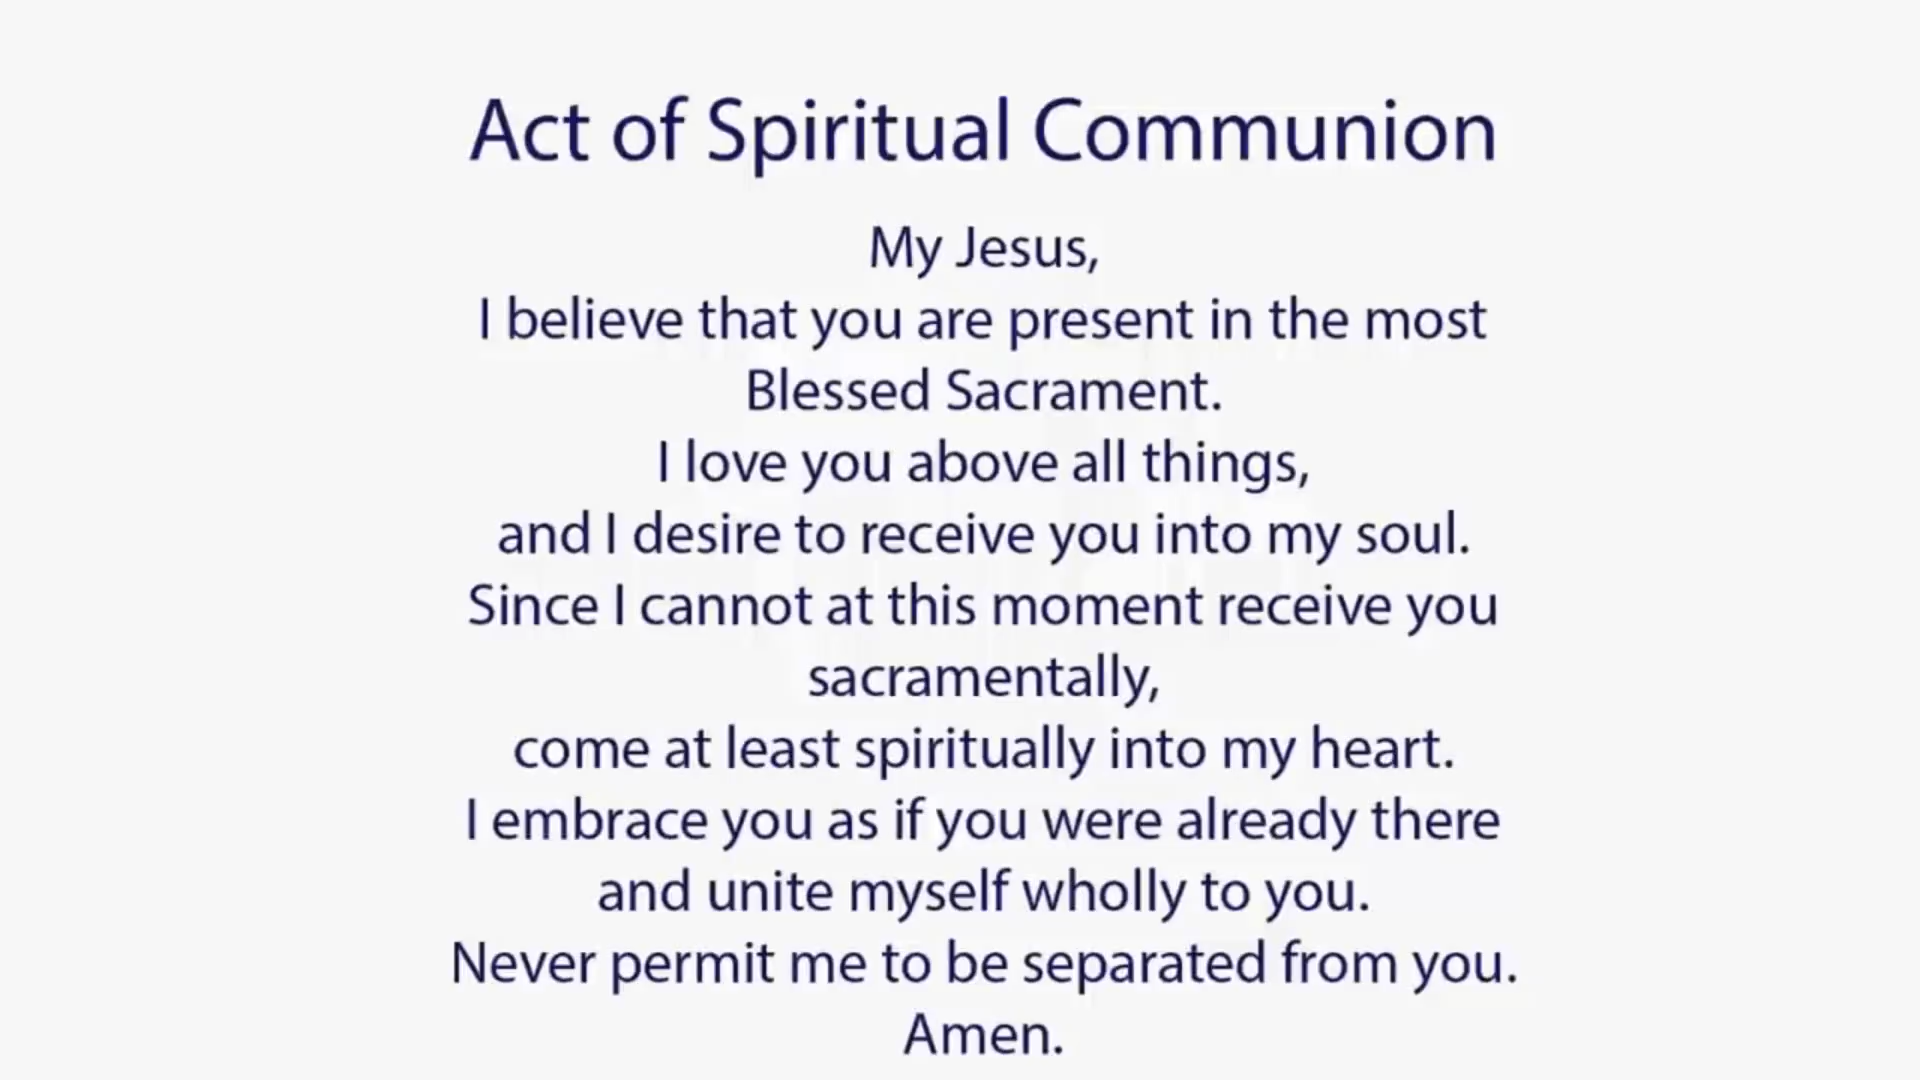 Act of Spiritual Communion
My Jesus,
I believe that you are present in the most
Blessed Sacrament.
I love you above all things,
and I desire to receive you into my soul.
Since I cannot at this moment receive you
sacramentally,
come at least spiritually into my heart.
I embrace you as if you were already there
and unite myself wholly to you.
Never permit me to be separated from you.
Amen.